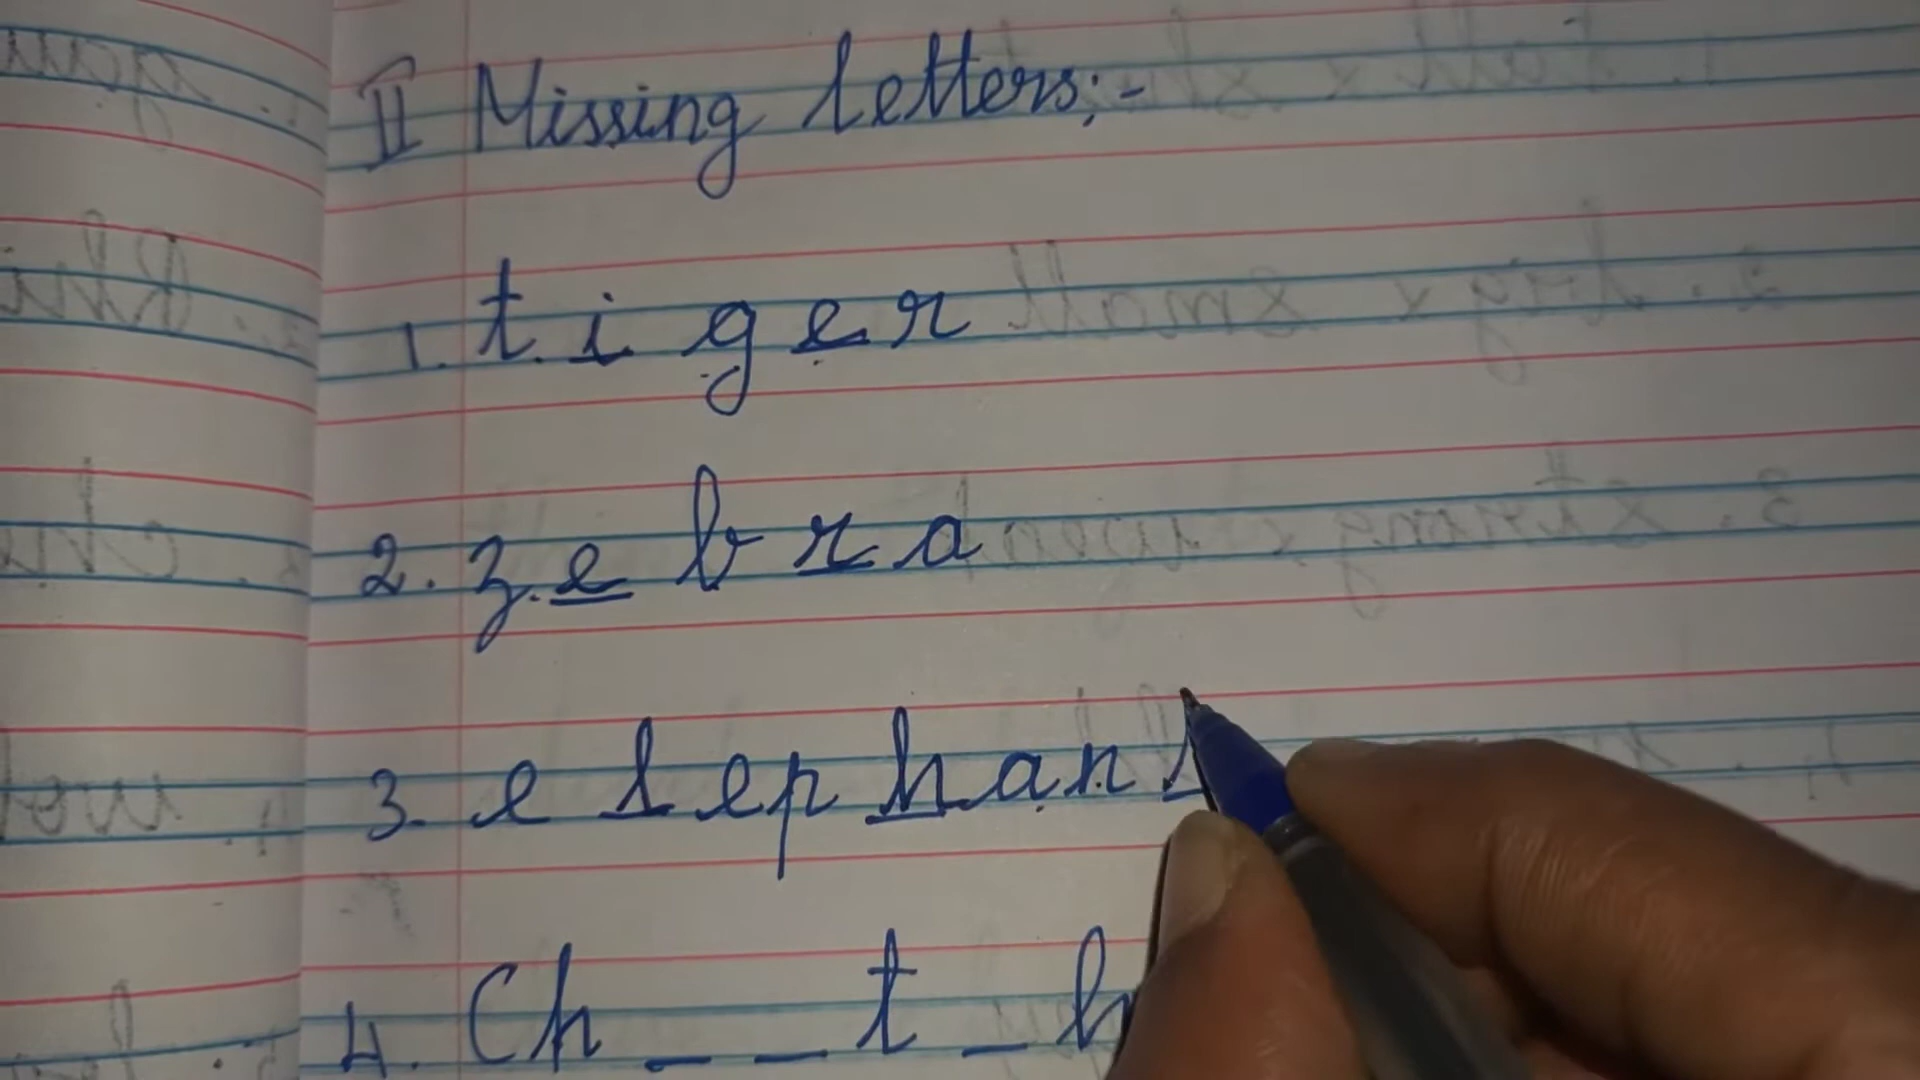 II Missing letters:-
1. tiger
2. zebra
3. elephant
4. Ch _ _ t _ h